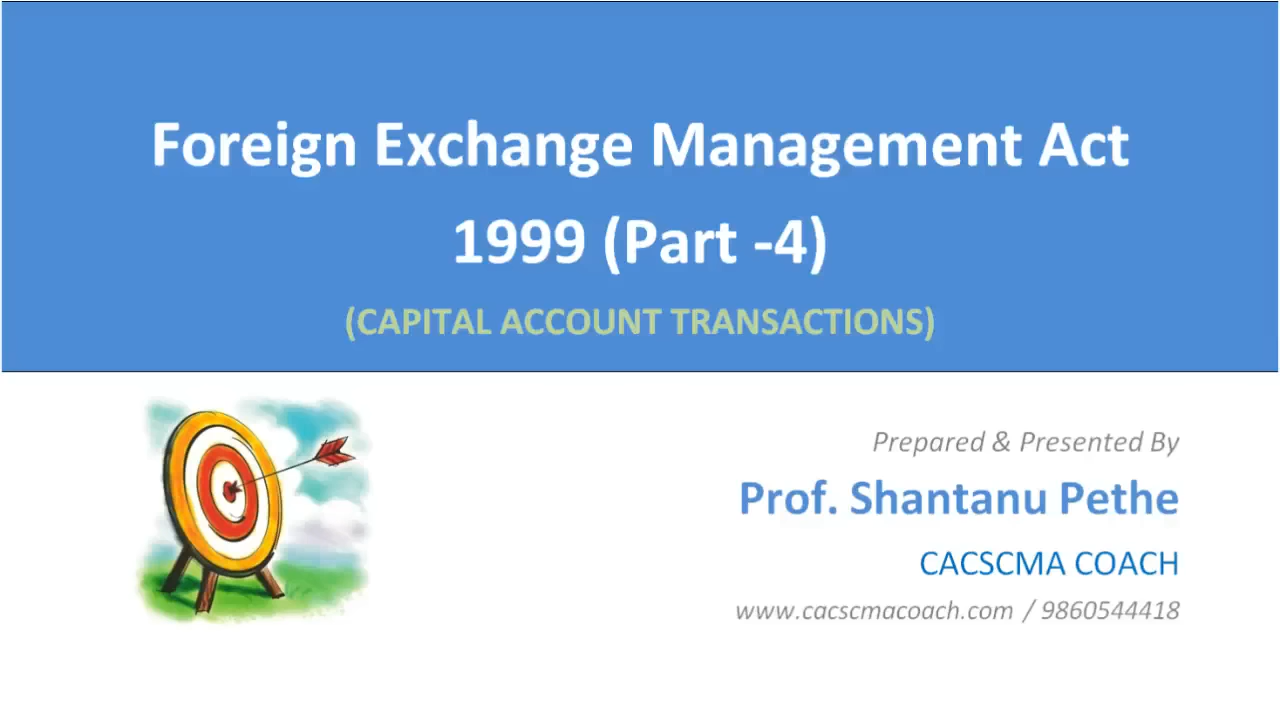 Foreign Exchange Management Act
1999 (Part -4)
(CAPITAL ACCOUNT TRANSACTIONS)
Prepared & Presented By
Prof. Shantanu Pethe
CACSCMA COACH
www.cacscmacoach.com / 9860544418